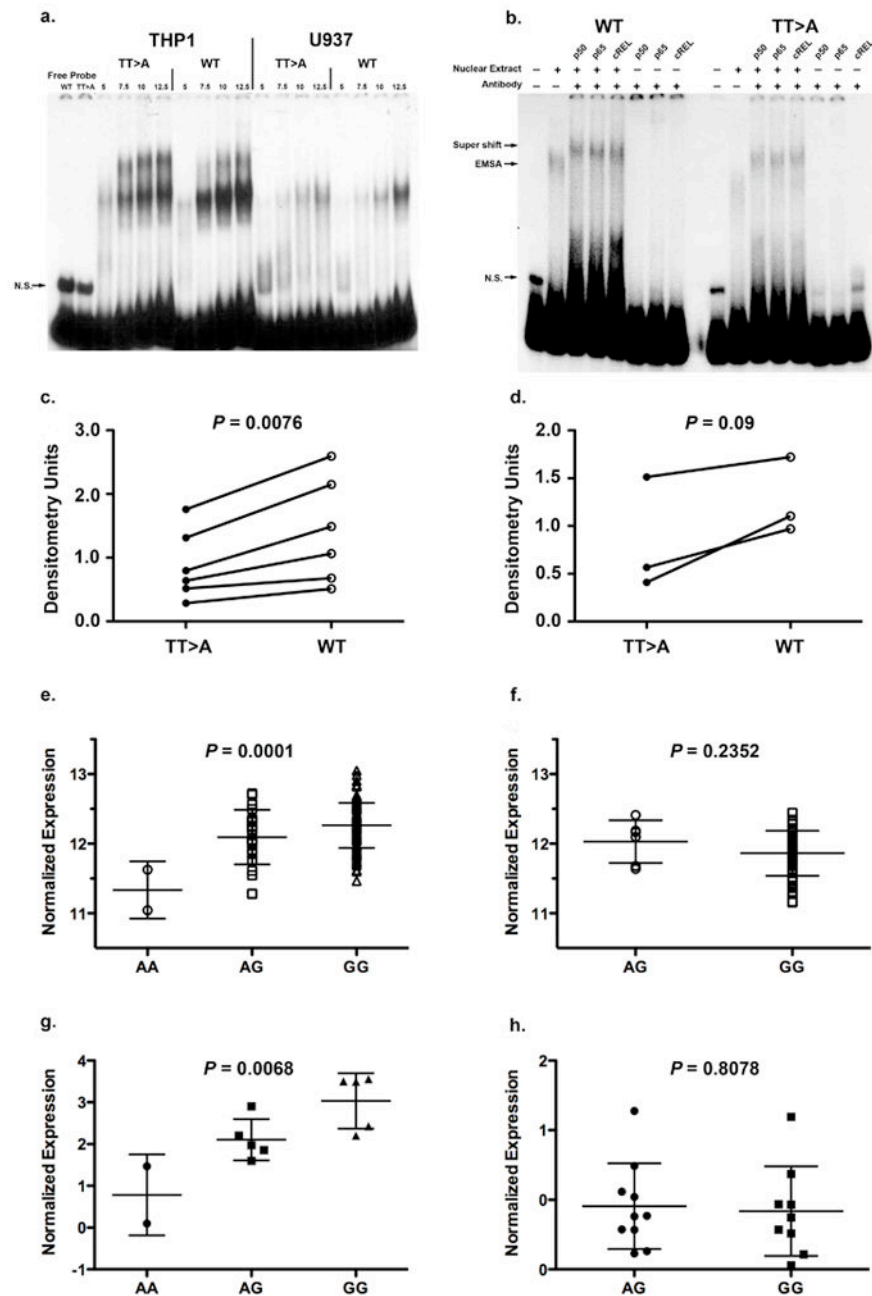 a.
THP1 U937
TT>A WT TT>A WT
Free Probe
WT TT>A 5 7.5 10 12.5 5 7.5 10 12.5 5 7.5 10 12.5 5 7.5 10 12.5
N.S.
b.
WT TT>A
p50 p65 cREL p50 p65 cREL p50 p65 cREL p50 p65 cREL
Nuclear Extract – + + + + – – – – + + + + – – –
Antibody – – + + + + + + – – + + + + + +
Super shift
EMSA
N.S.
c.
P = 0.0076
Densitometry Units
3.0
2.0
1.0
0.0
TT>A WT
d.
P = 0.09
Densitometry Units
2.0
1.5
1.0
0.5
0.0
TT>A WT
e.
P = 0.0001
Normalized Expression
13
12
11
AA AG GG
f.
P = 0.2352
Normalized Expression
13
12
11
AG GG
g.
P = 0.0068
Normalized Expression
4
3
2
1
0
-1
AA AG GG
h.
P = 0.8078
Normalized Expression
2
1
0
0
AG GG